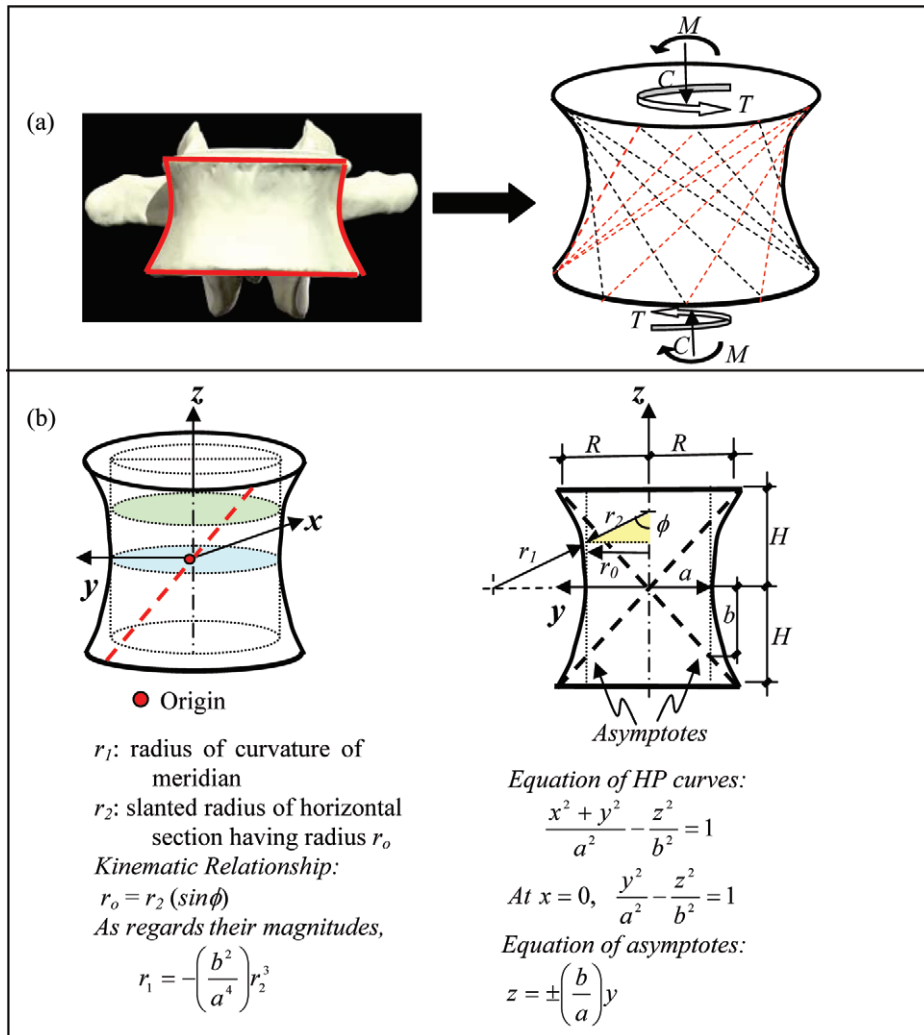 (a)
M
C
T
T
C
M
(b)
z
x
y
Origin
r₁: radius of curvature of
meridian
r₂: slanted radius of horizontal
section having radius rₒ
Kinematic Relationship:
rₒ = r₂ (sinϕ)
As regards their magnitudes,
r₁ = −(b²/a⁴)r₂³
z
R R
r₂ ϕ
H
r₁
r₀
a
y
b
H
Asymptotes
Equation of HP curves:
(x² + y²)/a² − z²/b² = 1
At x = 0, y²/a² − z²/b² = 1
Equation of asymptotes:
z = ±(b/a)y